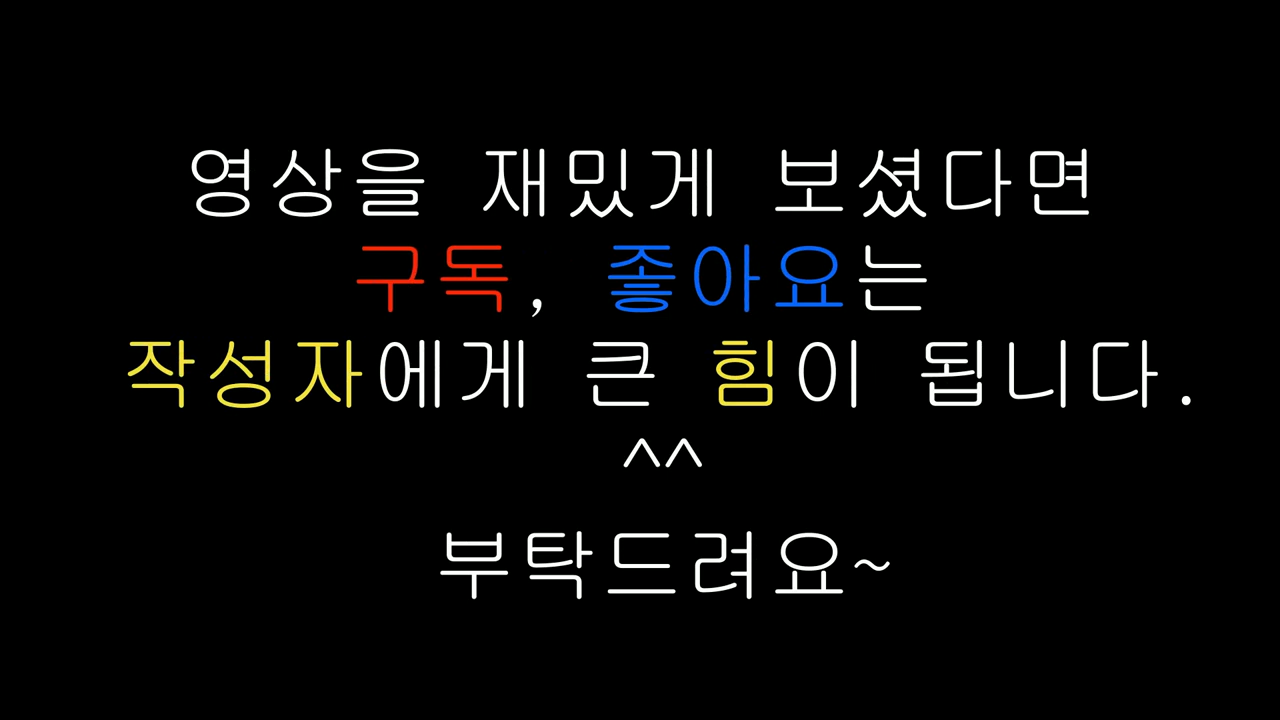 영상을 재밌게 보셨다면
구독, 좋아요는
작성자에게 큰 힘이 됩니다.
^^
부탁드려요~